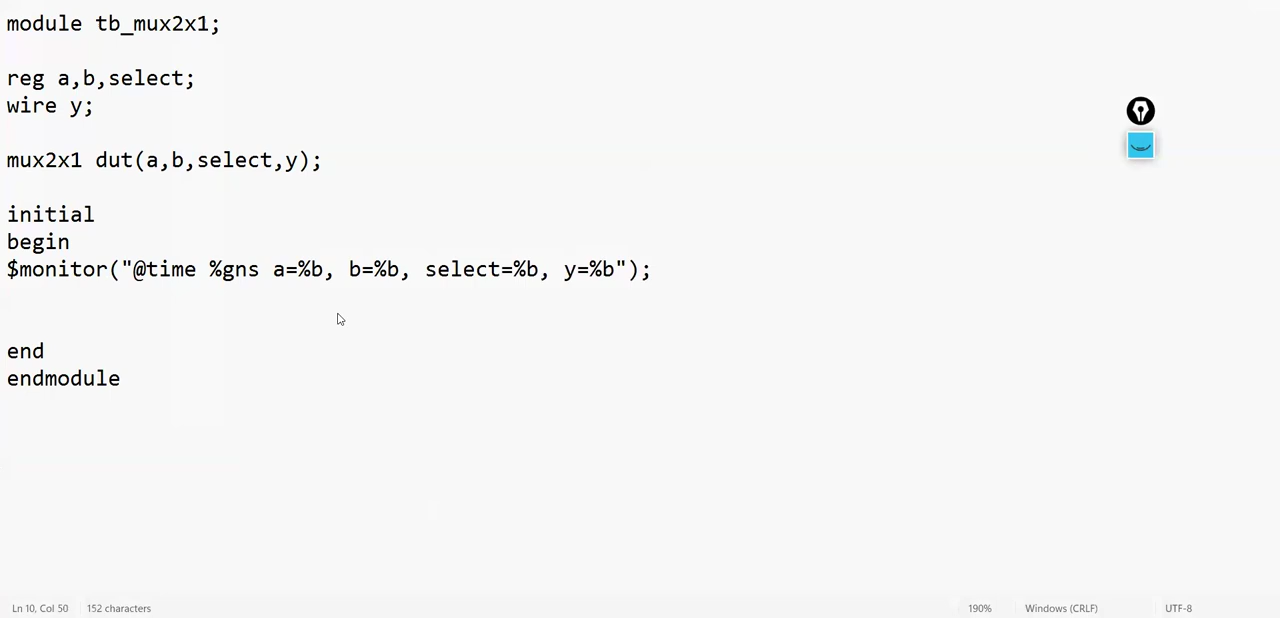 module tb_mux2x1;
reg a,b,select;
wire y;
mux2x1 dut(a,b,select,y);
initial
begin
$monitor("@time %gns a=%b, b=%b, select=%b, y=%b");
end
endmodule
Ln 10, Col 50 152 characters 190% Windows (CRLF) UTF-8